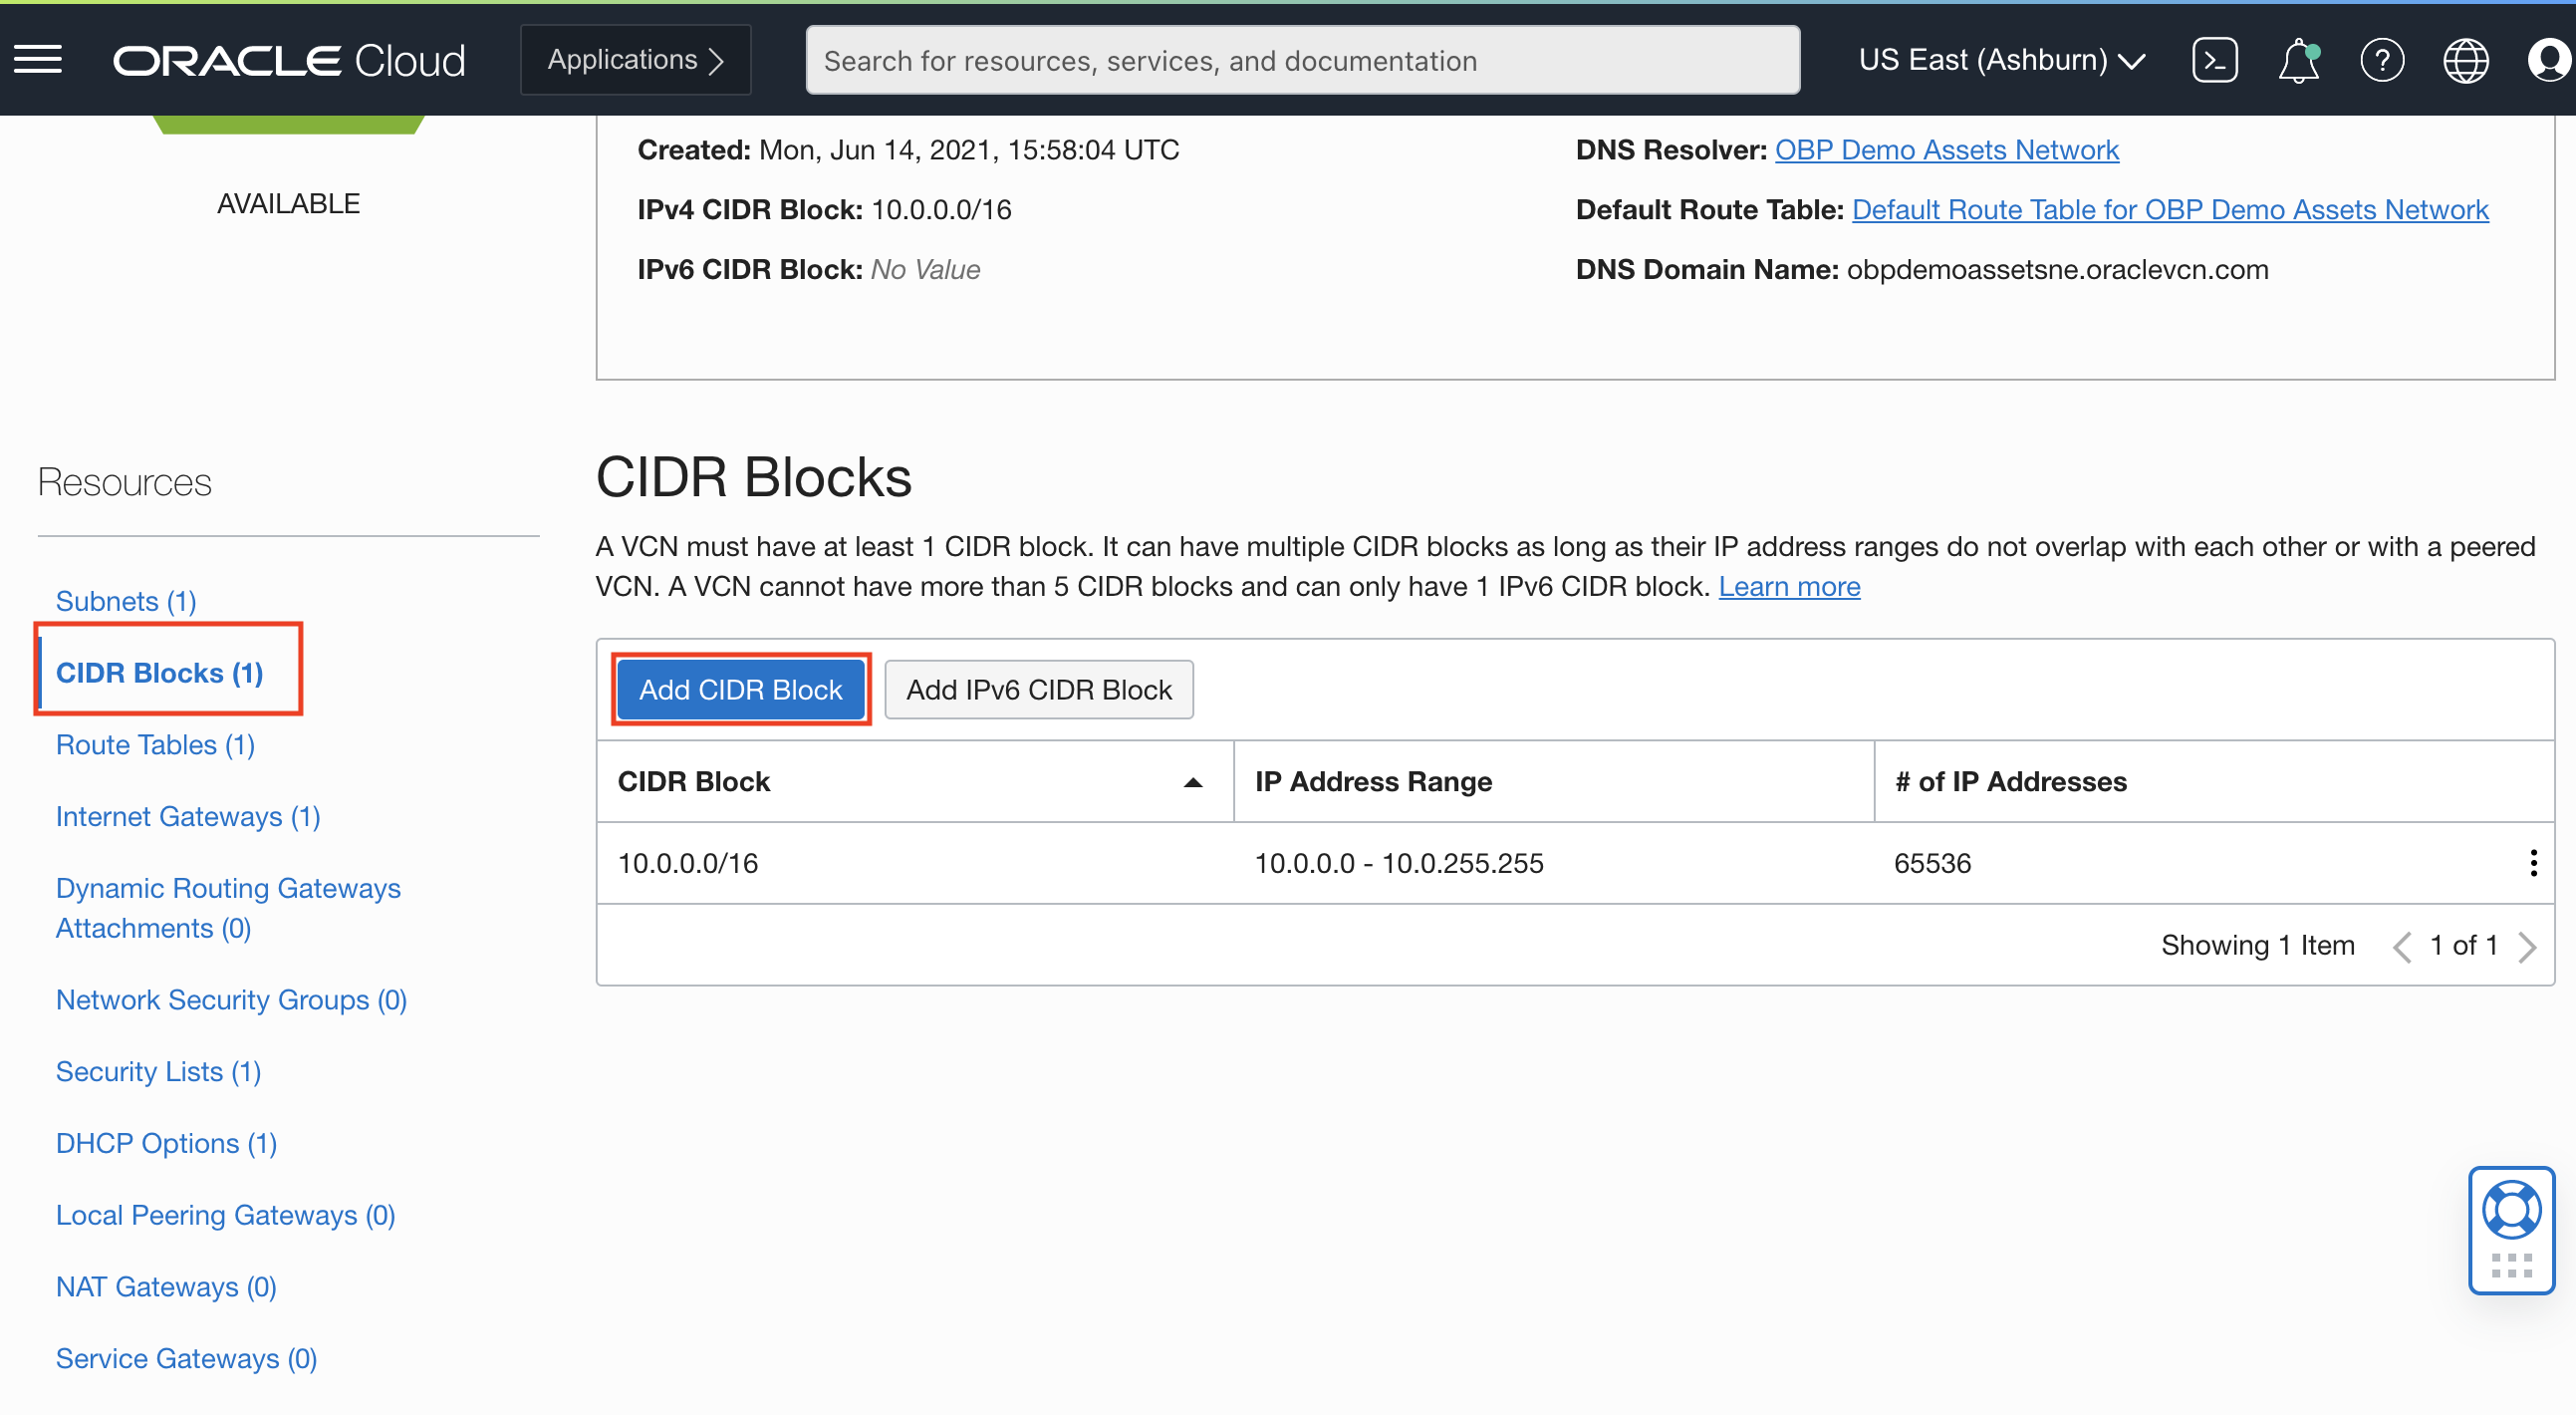 ORACLE Cloud
Applications
Search for resources, services, and documentation
US East (Ashburn)
AVAILABLE
Created: Mon, Jun 14, 2021, 15:58:04 UTC
IPv4 CIDR Block: 10.0.0.0/16
IPv6 CIDR Block: No Value
DNS Resolver: OBP Demo Assets Network
Default Route Table: Default Route Table for OBP Demo Assets Network
DNS Domain Name: obpdemoassetsne.oraclevcn.com
Resources
Subnets (1)
CIDR Blocks (1)
Route Tables (1)
Internet Gateways (1)
Dynamic Routing Gateways
Attachments (0)
Network Security Groups (0)
Security Lists (1)
DHCP Options (1)
Local Peering Gateways (0)
NAT Gateways (0)
Service Gateways (0)
CIDR Blocks
A VCN must have at least 1 CIDR block. It can have multiple CIDR blocks as long as their IP address ranges do not overlap with each other or with a peered
VCN. A VCN cannot have more than 5 CIDR blocks and can only have 1 IPv6 CIDR block. Learn more
Add CIDR Block
Add IPv6 CIDR Block
CIDR Block
IP Address Range
# of IP Addresses
10.0.0.0/16
10.0.0.0 - 10.0.255.255
65536
Showing 1 Item
1 of 1